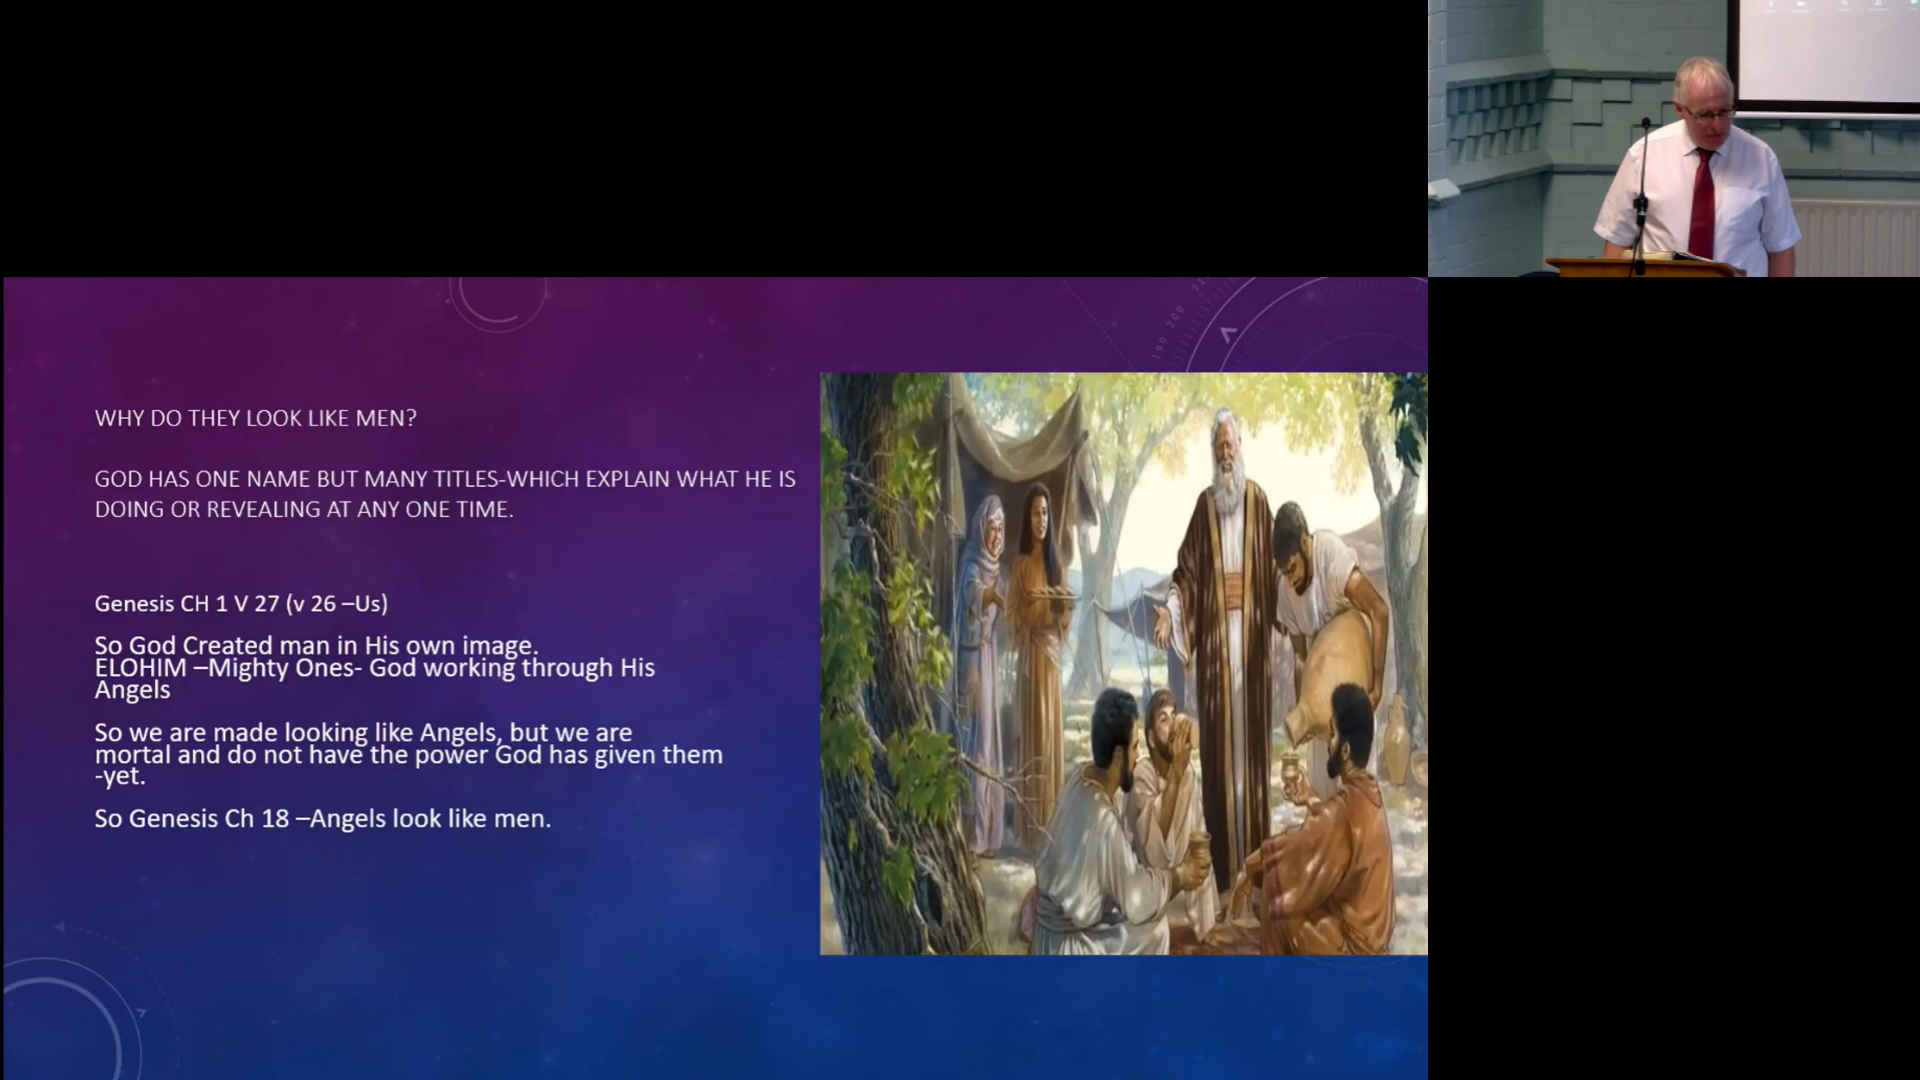 190 200 21
WHY DO THEY LOOK LIKE MEN?
GOD HAS ONE NAME BUT MANY TITLES-WHICH EXPLAIN WHAT HE IS
DOING OR REVEALING AT ANY ONE TIME.
Genesis CH 1 V 27 (v 26 –Us)
So God Created man in His own image.
ELOHIM –Mighty Ones- God working through His
Angels
So we are made looking like Angels, but we are
mortal and do not have the power God has given them
-yet.
So Genesis Ch 18 –Angels look like men.